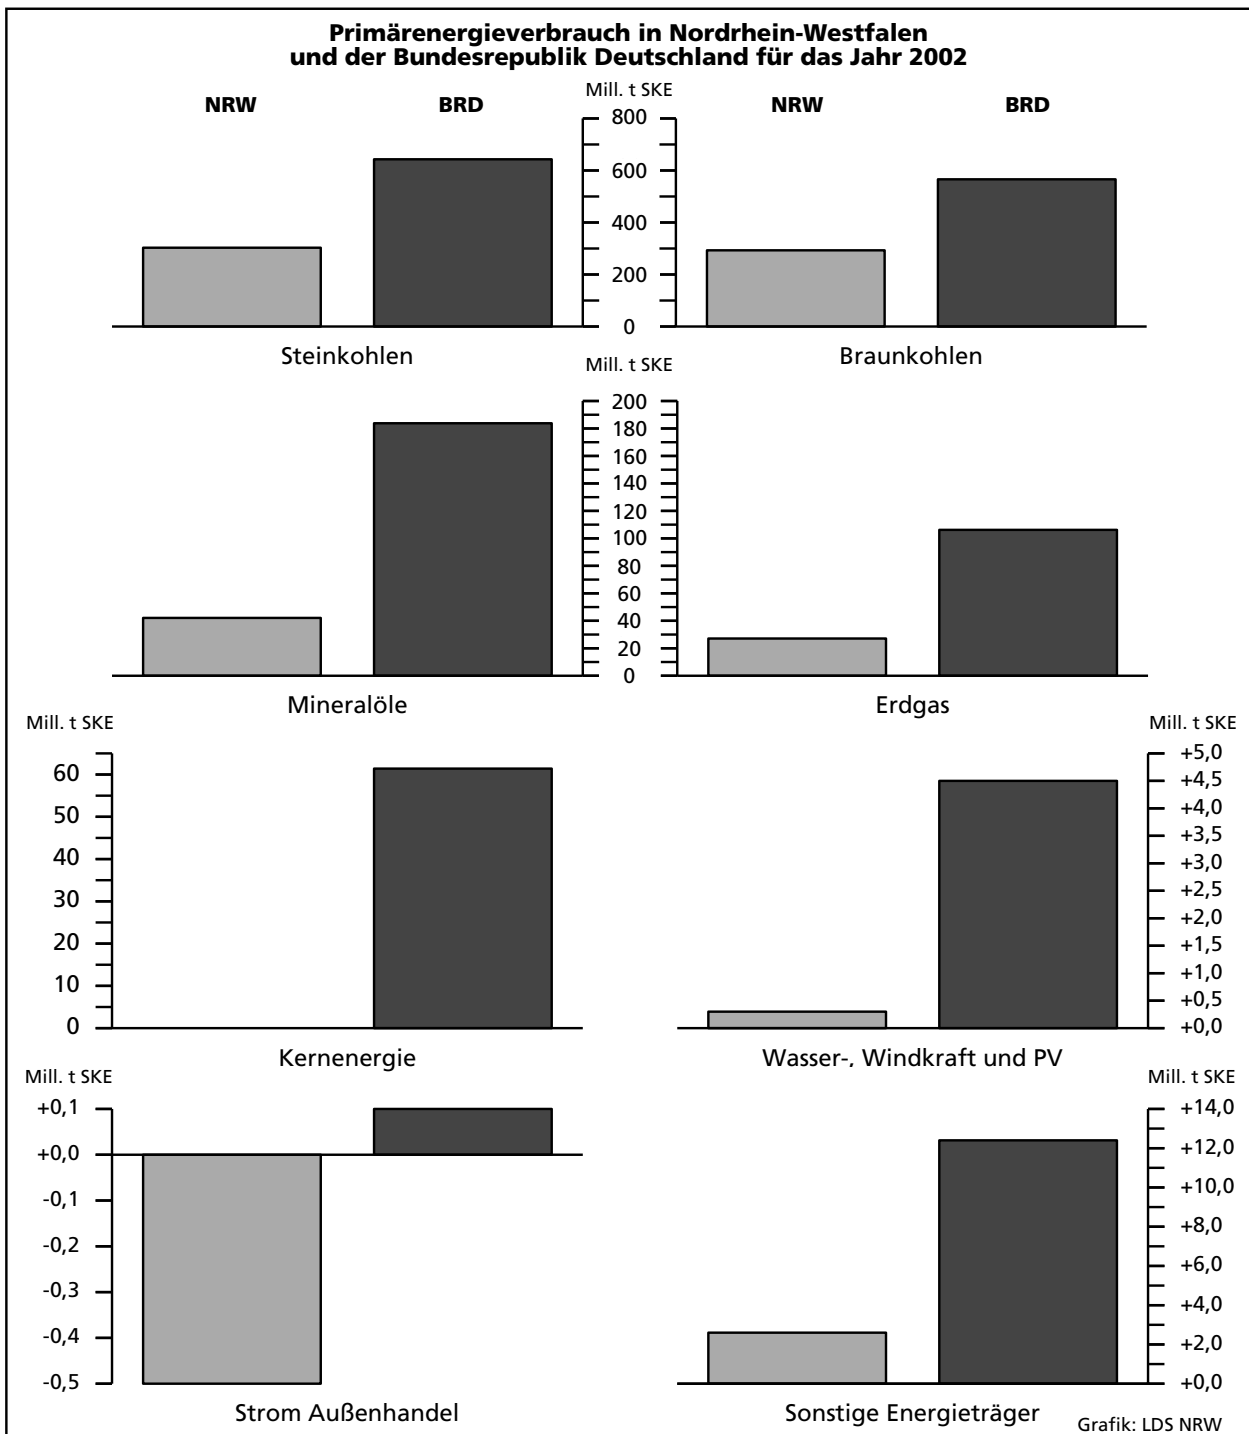 Primärenergieverbrauch in Nordrhein-Westfalen
und der Bundesrepublik Deutschland für das Jahr 2002
NRW
BRD
Mill. t SKE
NRW
BRD
800
600
400
200
0
Steinkohlen
Braunkohlen
Mill. t SKE
200
180
160
140
120
100
80
60
40
20
0
Mineralöle
Erdgas
Mill. t SKE
60
50
40
30
20
10
0
Kernenergie
Mill. t SKE
+5,0
+4,5
+4,0
+3,5
+3,0
+2,5
+2,0
+1,5
+1,0
+0,5
+0,0
Wasser-, Windkraft und PV
Mill. t SKE
+0,1
+0,0
-0,1
-0,2
-0,3
-0,4
-0,5
Strom Außenhandel
Mill. t SKE
+14,0
+12,0
+10,0
+8,0
+6,0
+4,0
+2,0
+0,0
Sonstige Energieträger
Grafik: LDS NRW